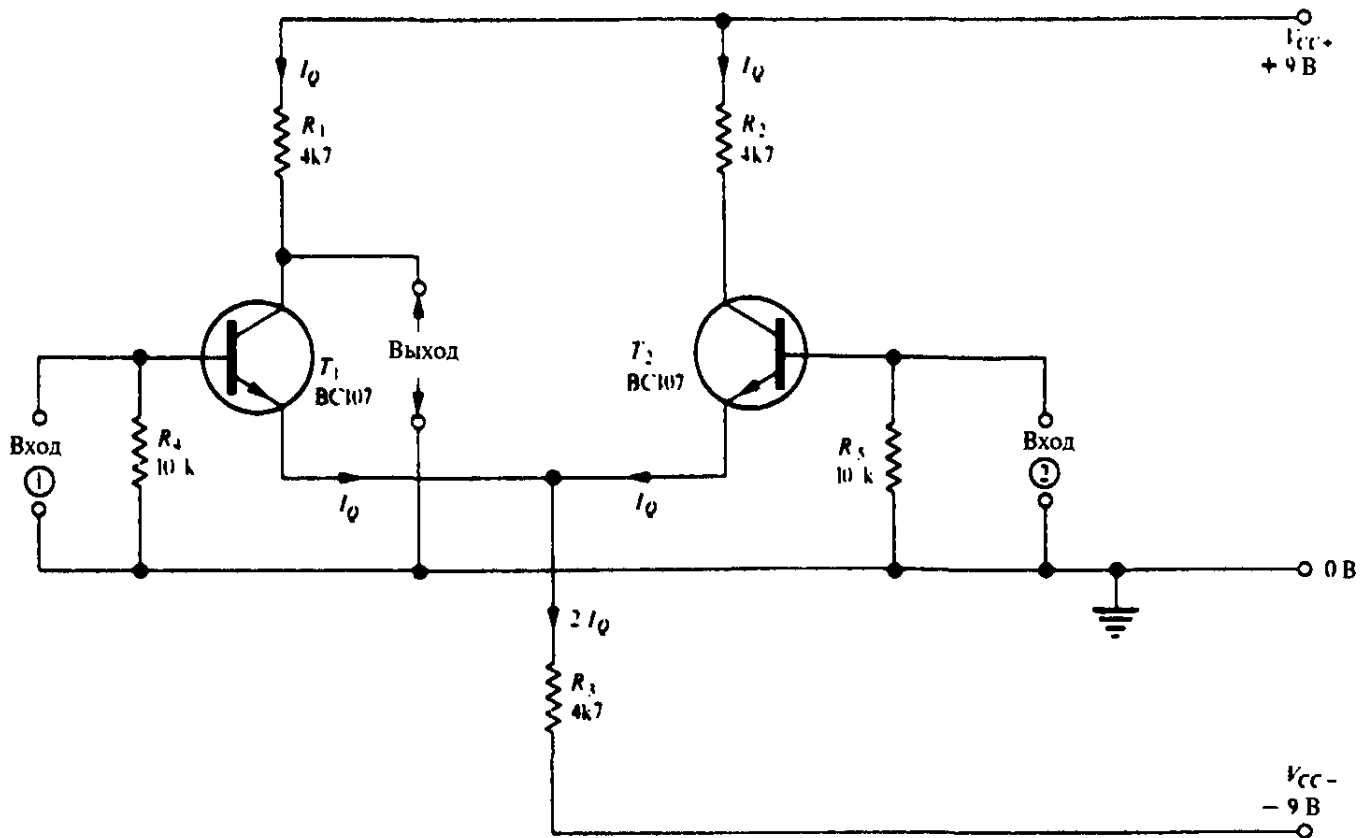 V_CC+
+ 9 В
I_Q
I_Q
R_1
4k7
R_2
4k7
Выход
T_1
BC107
T_2
BC107
Вход
1
R_4
10 k
R_5
10 k
Вход
2
I_Q
I_Q
0 В
2 I_Q
R_3
4k7
V_CC−
− 9 В